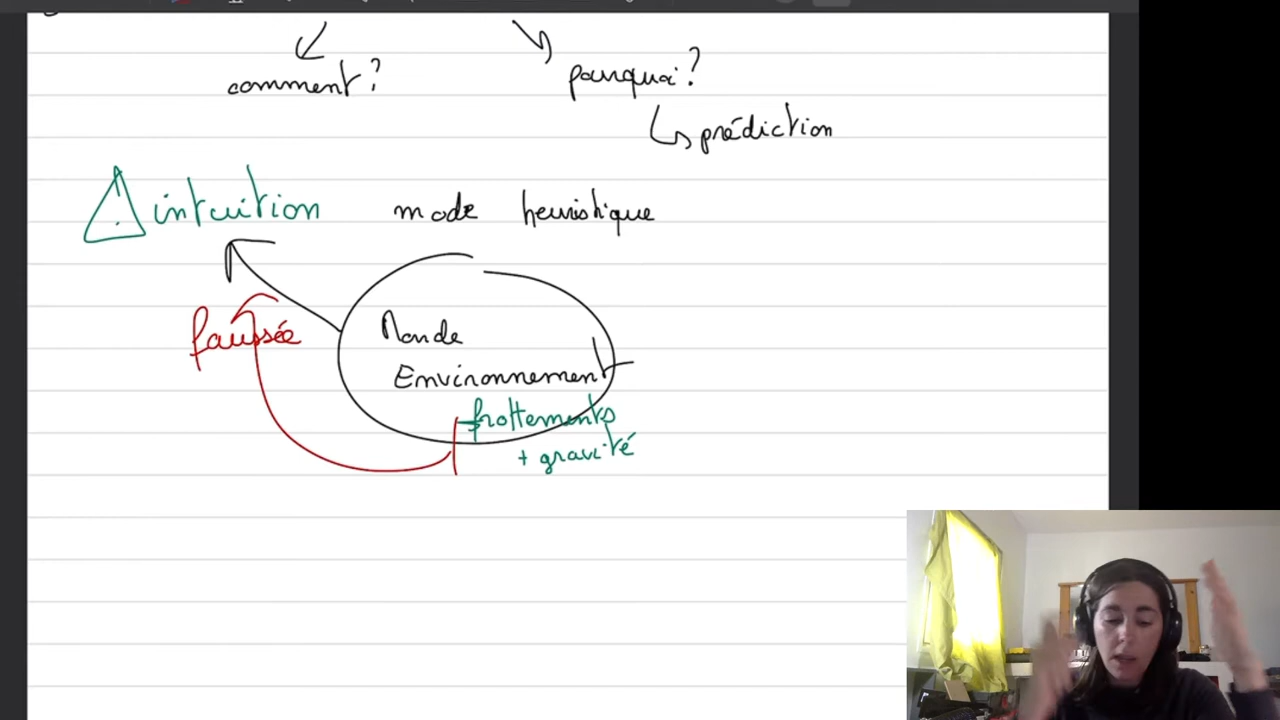 comment ? pourquoi ?
↳ prédiction
⚠ intuition mode heuristique
faussée
Monde
Environnement
frottements
+ gravité